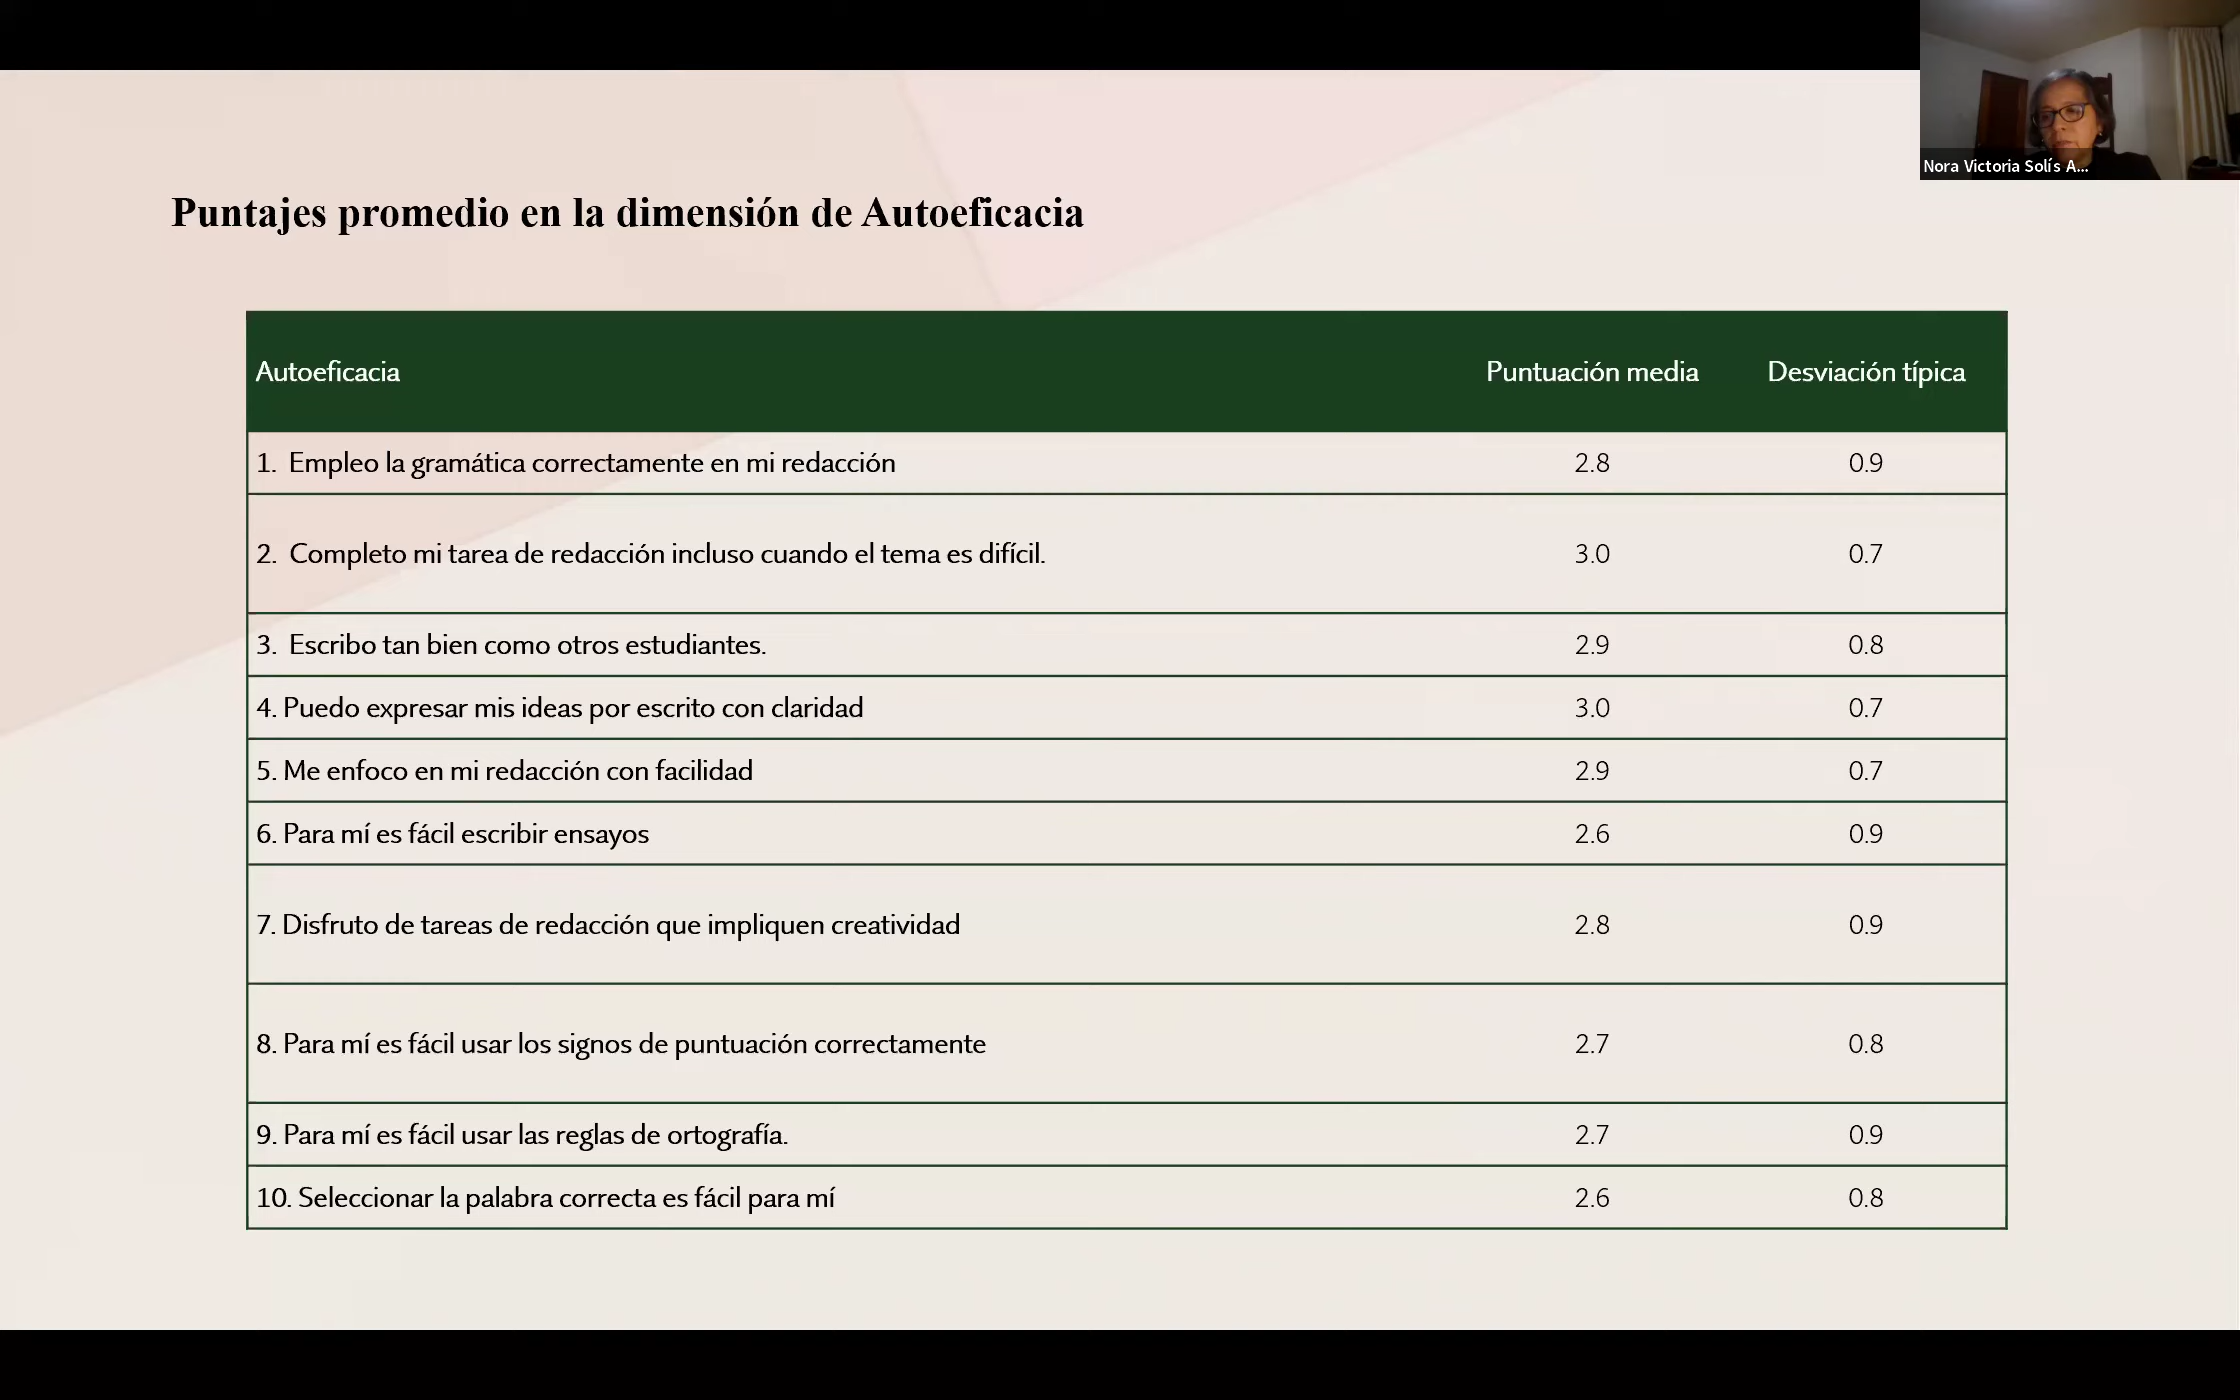 Nora Victoria Solís A...
Puntajes promedio en la dimensión de Autoeficacia
Autoeficacia Puntuación media Desviación típica
1. Empleo la gramática correctamente en mi redacción 2.8 0.9
2. Completo mi tarea de redacción incluso cuando el tema es difícil. 3.0 0.7
3. Escribo tan bien como otros estudiantes. 2.9 0.8
4. Puedo expresar mis ideas por escrito con claridad 3.0 0.7
5. Me enfoco en mi redacción con facilidad 2.9 0.7
6. Para mí es fácil escribir ensayos 2.6 0.9
7. Disfruto de tareas de redacción que impliquen creatividad 2.8 0.9
8. Para mí es fácil usar los signos de puntuación correctamente 2.7 0.8
9. Para mí es fácil usar las reglas de ortografía. 2.7 0.9
10. Seleccionar la palabra correcta es fácil para mí 2.6 0.8